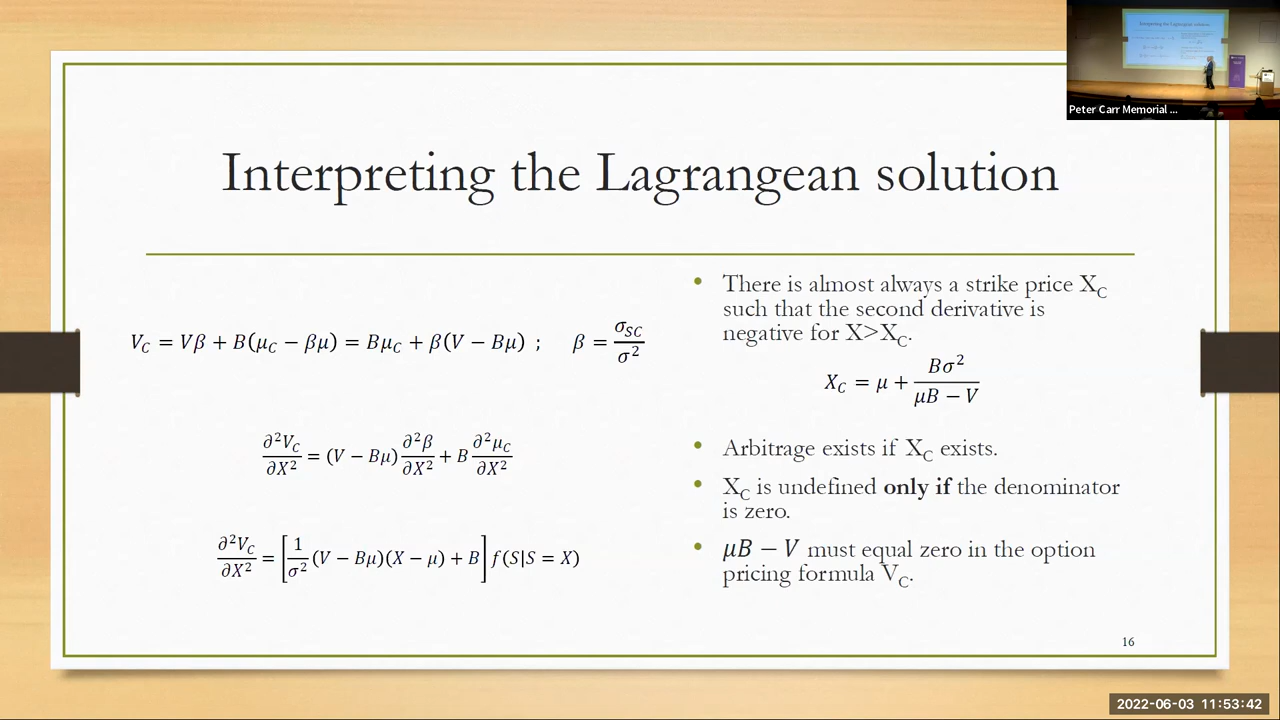 Peter Carr Memorial ...
Interpreting the Lagrangean solution
V_C = Vβ + B(μ_C − βμ) = Bμ_C + β(V − Bμ) ; β = σ_SC / σ²
∂²V_C/∂X² = (V − Bμ) ∂²β/∂X² + B ∂²μ_C/∂X²
∂²V_C/∂X² = [1/σ² (V − Bμ)(X − μ) + B] f(S|S = X)
• There is almost always a strike price X_C
such that the second derivative is
negative for X>X_C.
X_C = μ + Bσ² / (μB − V)
• Arbitrage exists if X_C exists.
• X_C is undefined only if the denominator
is zero.
• μB − V must equal zero in the option
pricing formula V_C.
16
2022-06-03 11:53:42